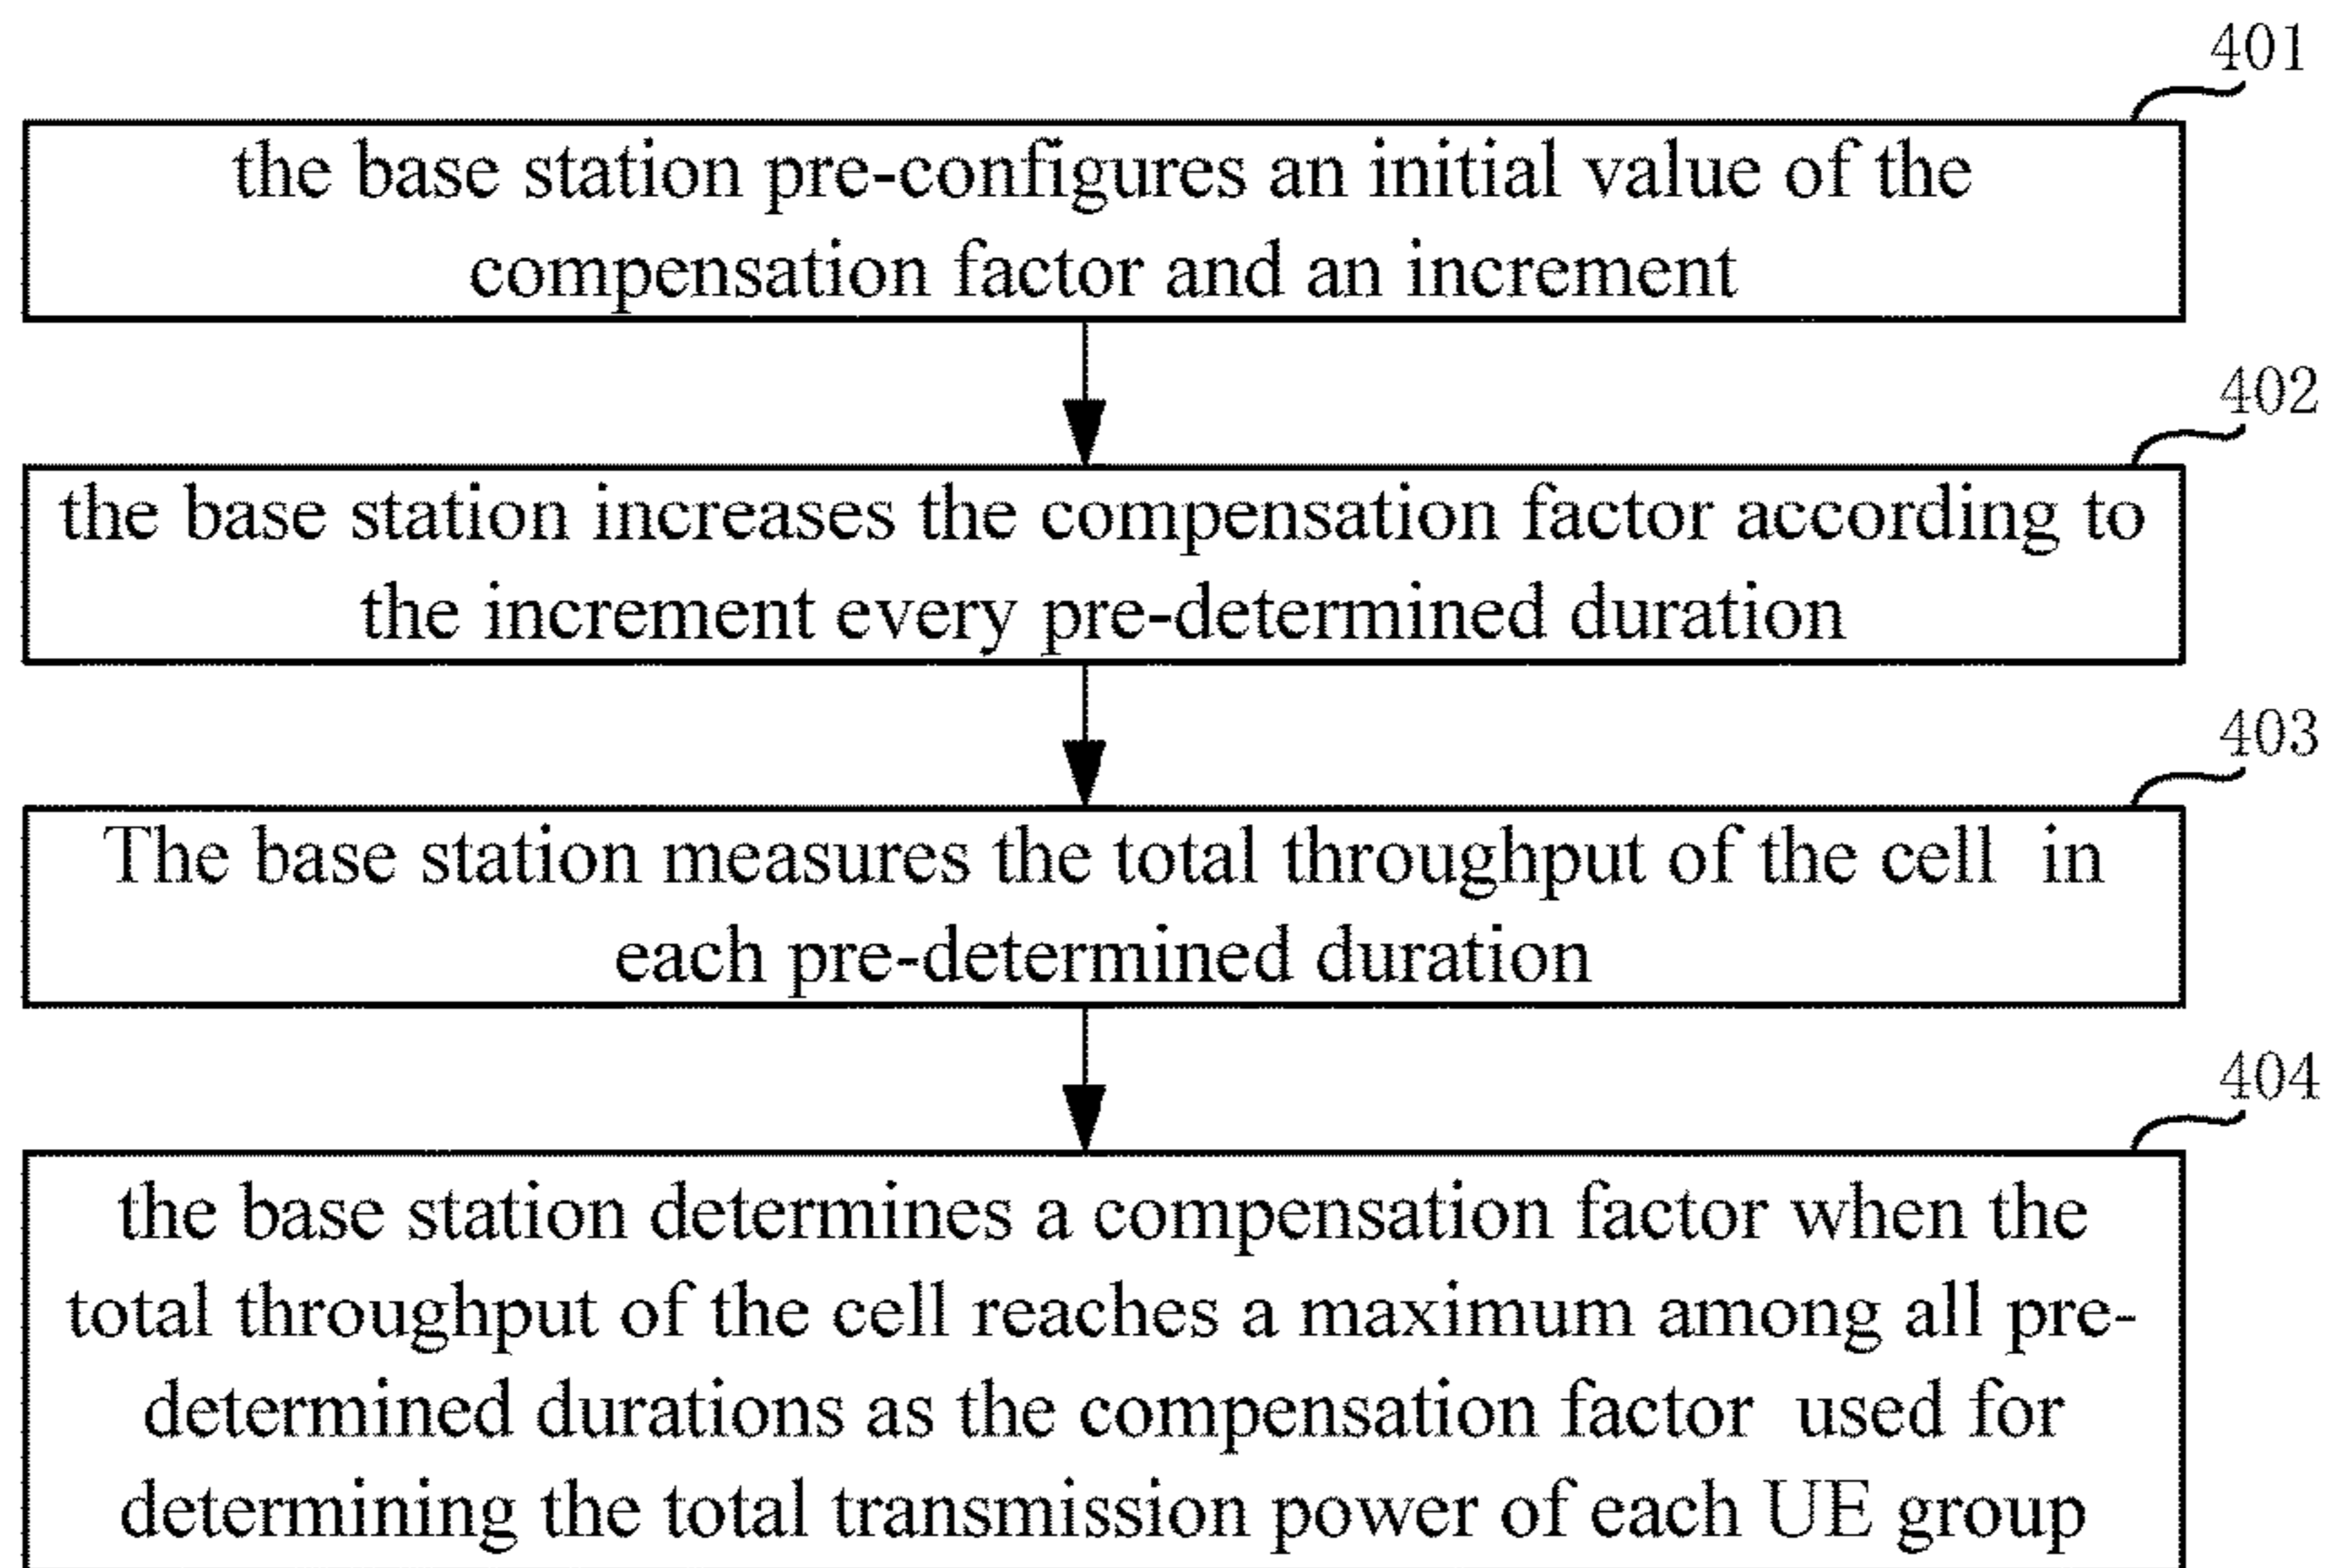 401
the base station pre-configures an initial value of the
compensation factor and an increment
402
the base station increases the compensation factor according to
the increment every pre-determined duration
403
The base station measures the total throughput of the cell in
each pre-determined duration
404
the base station determines a compensation factor when the
total throughput of the cell reaches a maximum among all pre-
determined durations as the compensation factor used for
determining the total transmission power of each UE group